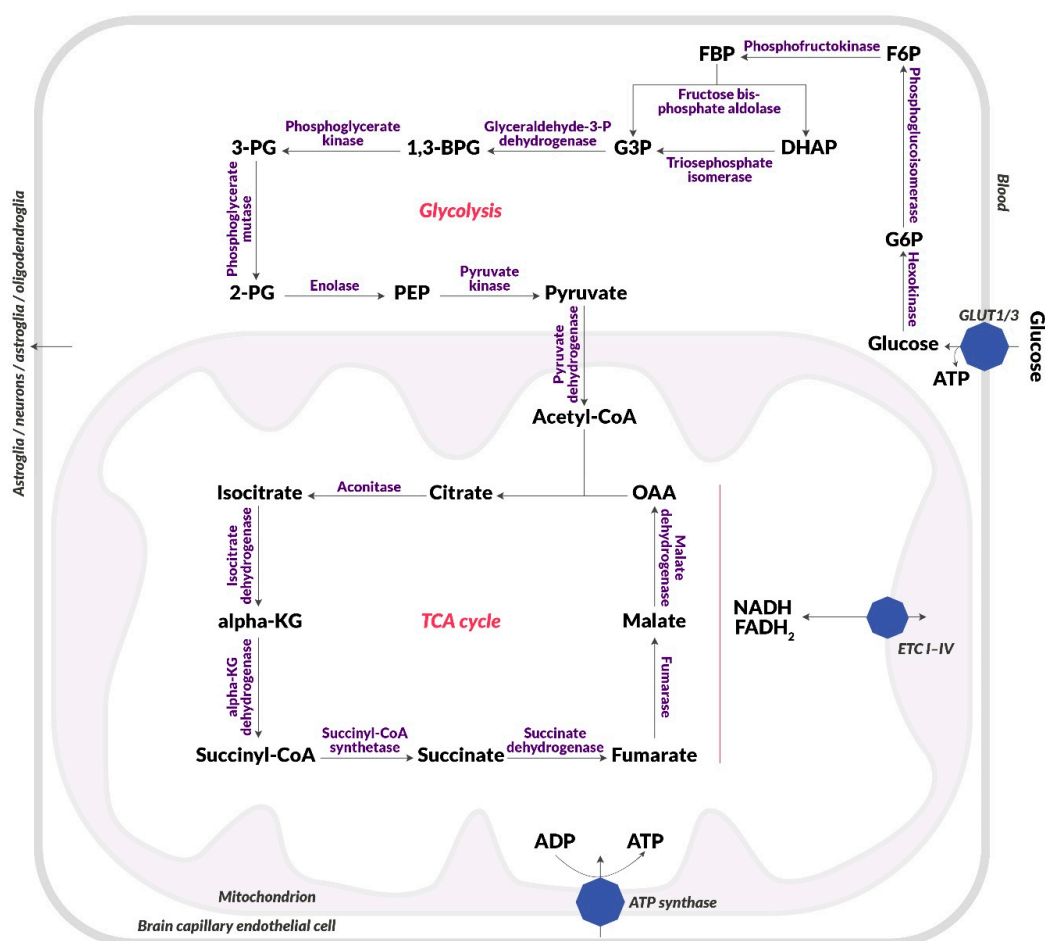 FBP
Phosphofructokinase
F6P
Fructose bis-
phosphate aldolase
Phosphoglucoisomerase
3-PG
Phosphoglycerate
kinase
1,3-BPG
Glyceraldehyde-3-P
dehydrogenase
G3P
Triosephosphate
isomerase
DHAP
Glycolysis
Phosphoglycerate
mutase
G6P
Hexokinase
Blood
Astroglia / neurons / astroglia / oligodendroglia
2-PG
Enolase
PEP
Pyruvate
kinase
Pyruvate
GLUT1/3
Glucose
Glucose
ATP
Pyruvate
dehydrogenase
Acetyl-CoA
Isocitrate
Aconitase
Citrate
OAA
Isocitrate
dehydrogenase
Malate
dehydrogenase
alpha-KG
TCA cycle
Malate
NADH
FADH2
ETC I–IV
alpha-KG
dehydrogenase
Fumarase
Succinyl-CoA
Succinyl-CoA
synthetase
Succinate
Succinate
dehydrogenase
Fumarate
ADP
ATP
Mitochondrion
ATP synthase
Brain capillary endothelial cell